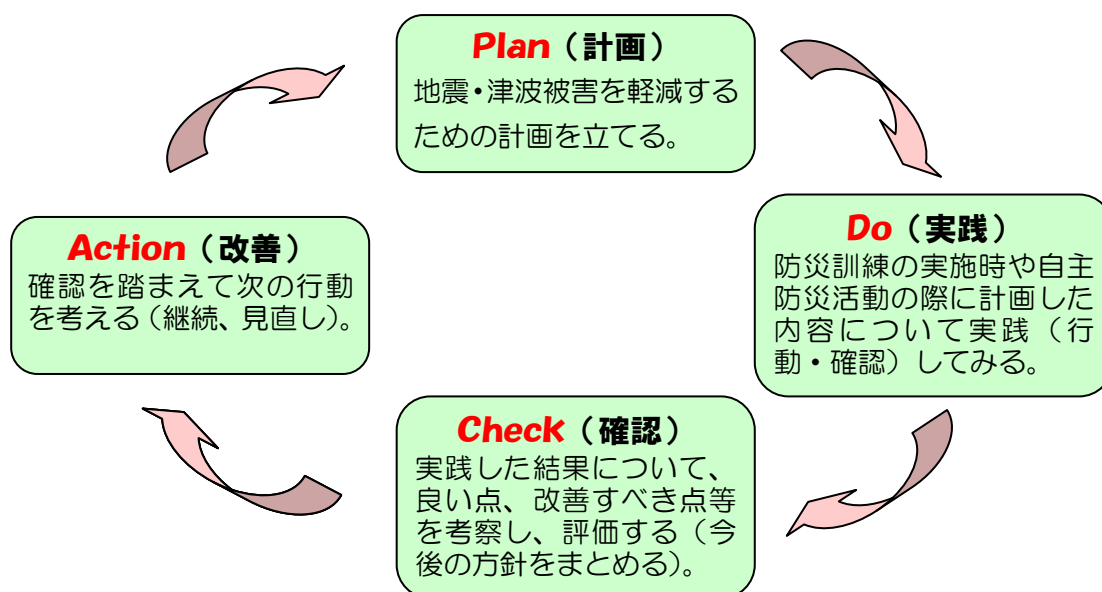 Plan（計画）
地震・津波被害を軽減する
ための計画を立てる。
Do（実践）
防災訓練の実施時や自主
防災活動の際に計画した
内容について実践（行
動・確認）してみる。
Check（確認）
実践した結果について、
良い点、改善すべき点等
を考察し、評価する（今
後の方針をまとめる）。
Action（改善）
確認を踏まえて次の行動
を考える（継続、見直し）。